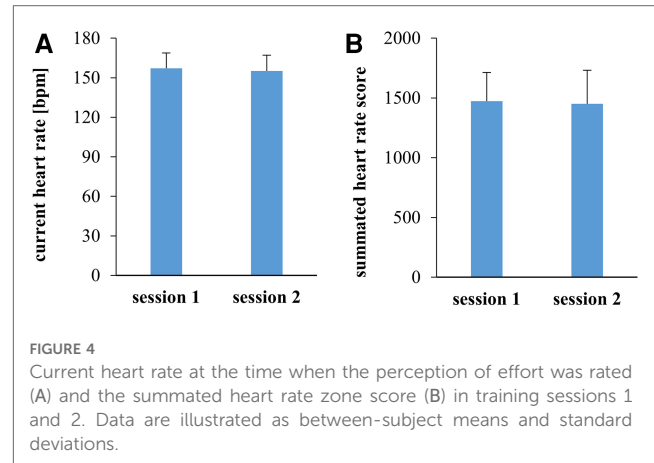 A
current heart rate [bpm]
180
150
120
90
60
30
0
session 1 session 2
B
summated heart rate score
2000
1500
1000
500
0
session 1 session 2
FIGURE 4
Current heart rate at the time when the perception of effort was rated
(A) and the summated heart rate zone score (B) in training sessions 1
and 2. Data are illustrated as between-subject means and standard
deviations.